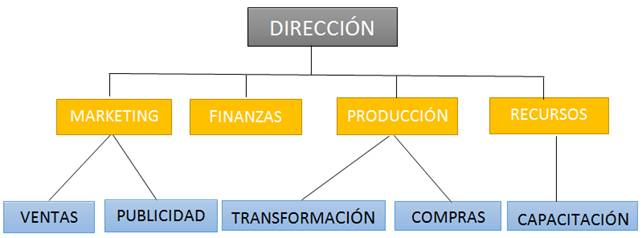 DIRECCIÓN
MARKETING
FINANZAS
PRODUCCIÓN
RECURSOS
VENTAS
PUBLICIDAD
TRANSFORMACIÓN
COMPRAS
CAPACITACIÓN